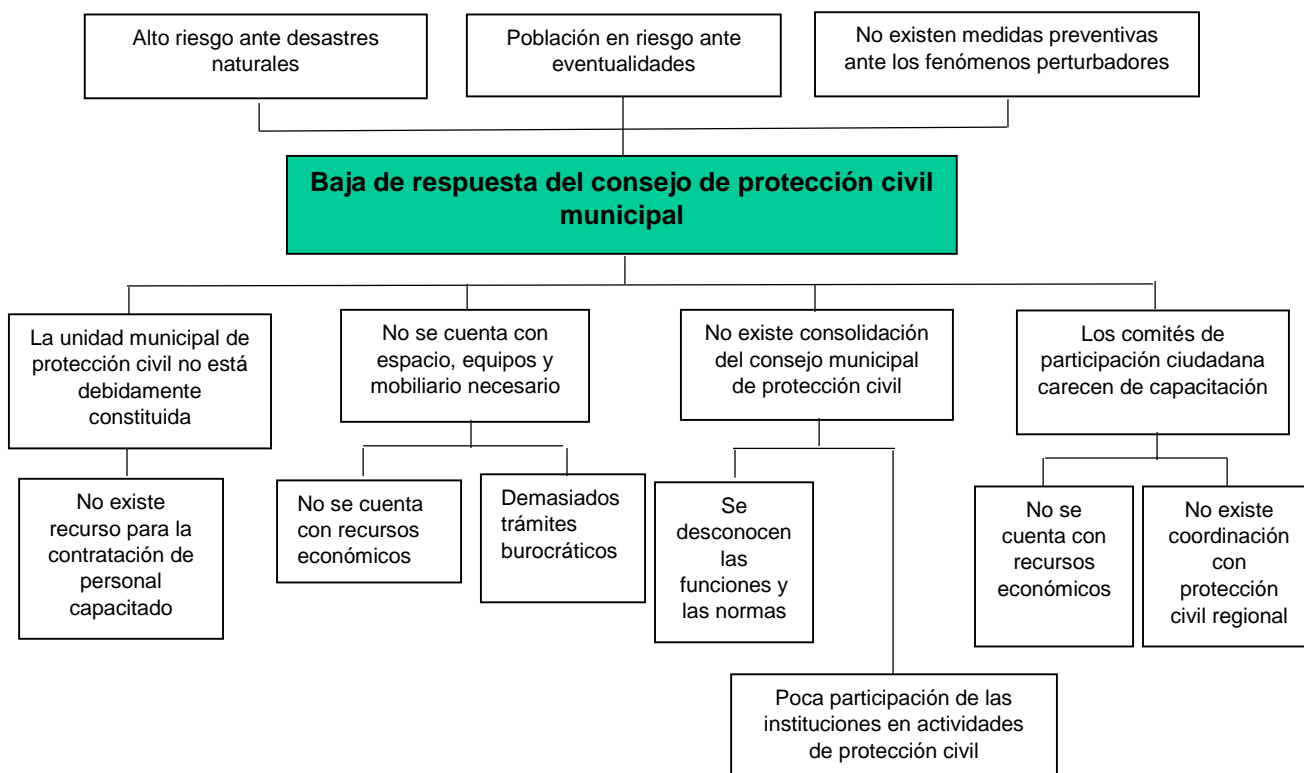 Alto riesgo ante desastres
naturales
Población en riesgo ante
eventualidades
No existen medidas preventivas
ante los fenómenos perturbadores
Baja de respuesta del consejo de protección civil
municipal
La unidad municipal de
protección civil no está
debidamente
constituida
No se cuenta con
espacio, equipos y
mobiliario necesario
No existe consolidación
del consejo municipal
de protección civil
Los comités de
participación ciudadana
carecen de capacitación
No existe
recurso para la
contratación de
personal
capacitado
No se cuenta
con recursos
económicos
Demasiados
trámites
burocráticos
Se
desconocen
las
funciones y
las normas
No se
cuenta con
recursos
económicos
No existe
coordinación
con
protección
civil regional
Poca participación de las
instituciones en actividades
de protección civil